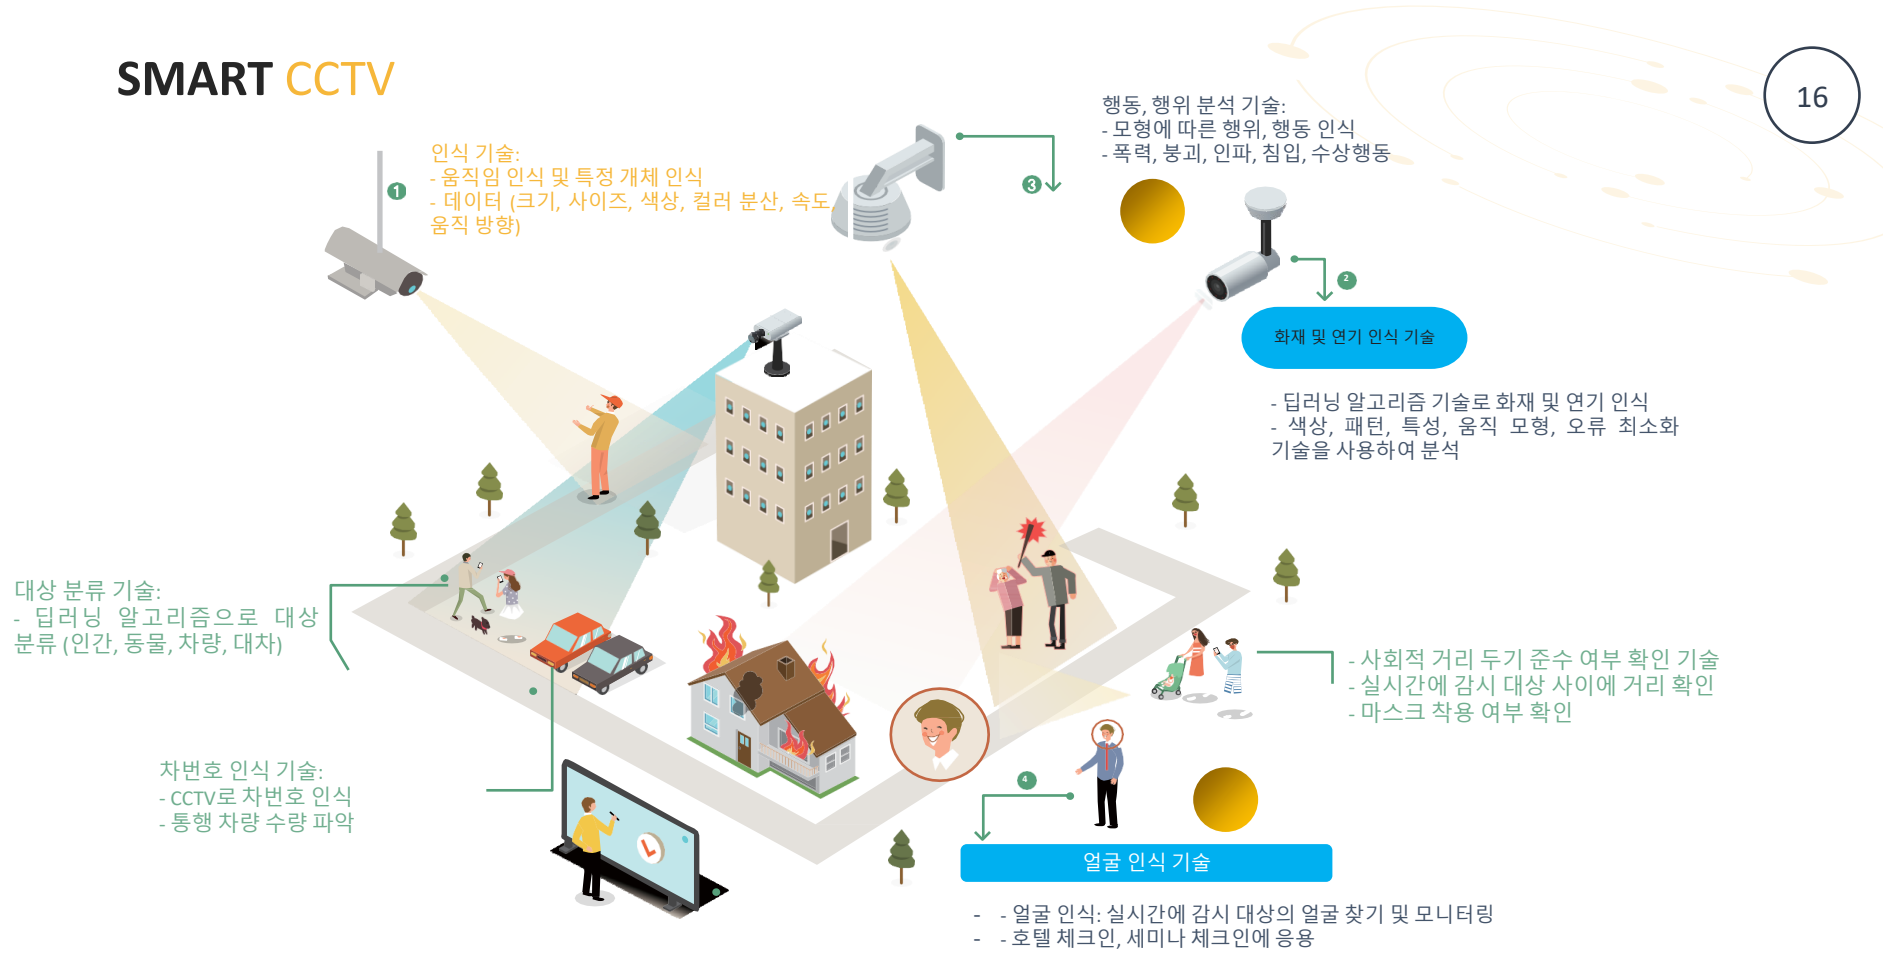 SMART CCTV
16
행동, 행위 분석 기술:
- 모형에 따른 행위, 행동 인식
- 폭력, 붕괴, 인파, 침입, 수상행동
인식 기술:
- 움직임 인식 및 특정 개체 인식
- 데이터 (크기, 사이즈, 색상, 컬러 분산, 속도,
움직 방향)
1
3
2
화재 및 연기 인식 기술
- 딥러닝 알고리즘 기술로 화재 및 연기 인식
- 색상, 패턴, 특성, 움직 모형, 오류 최소화
기술을 사용하여 분석
대상 분류 기술:
- 딥러닝 알고리즘으로 대상
분류 (인간, 동물, 차량, 대차)
- 사회적 거리 두기 준수 여부 확인 기술
- 실시간에 감시 대상 사이에 거리 확인
- 마스크 착용 여부 확인
차번호 인식 기술:
- CCTV로 차번호 인식
- 통행 차량 수량 파악
4
얼굴 인식 기술
- - 얼굴 인식: 실시간에 감시 대상의 얼굴 찾기 및 모니터링
- - 호텔 체크인, 세미나 체크인에 응용